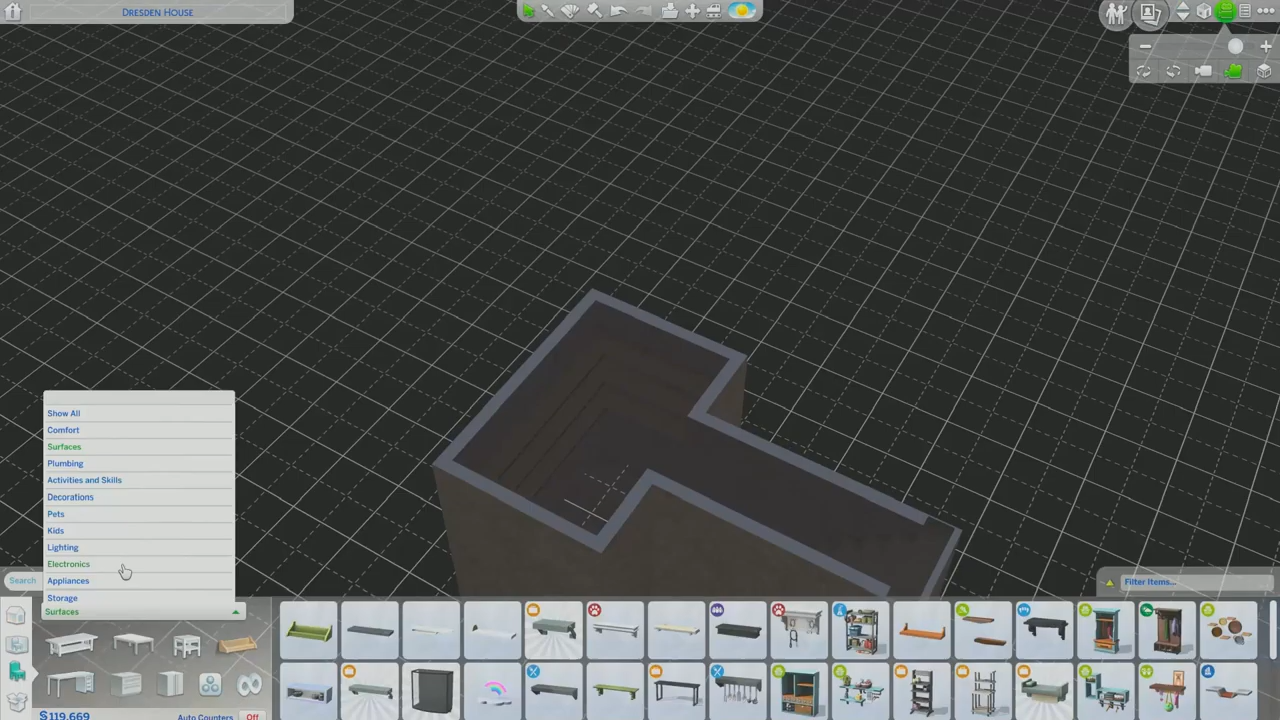 DRESDEN HOUSE
Show All
Comfort
Surfaces
Plumbing
Activities and Skills
Decorations
Pets
Kids
Lighting
Electronics
Appliances
Storage
Search
Surfaces
Filter Items...
§119,669
Auto Counters
Off